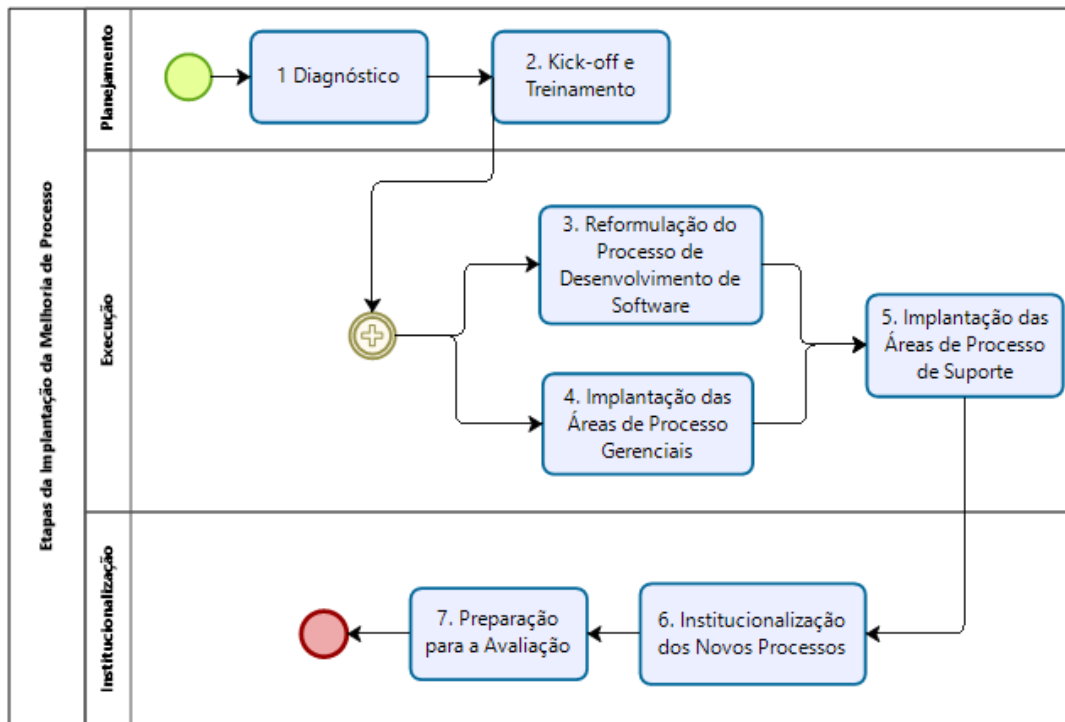 Etapas da Implantação da Melhoria de Processo
Planejamento
1 Diagnóstico
2. Kick-off e
Treinamento
Execução
3. Reformulação do
Processo de
Desenvolvimento de
Software
4. Implantação das
Áreas de Processo
Gerenciais
5. Implantação das
Áreas de Processo
de Suporte
Institucionalização
6. Institucionalização
dos Novos Processos
7. Preparação
para a Avaliação